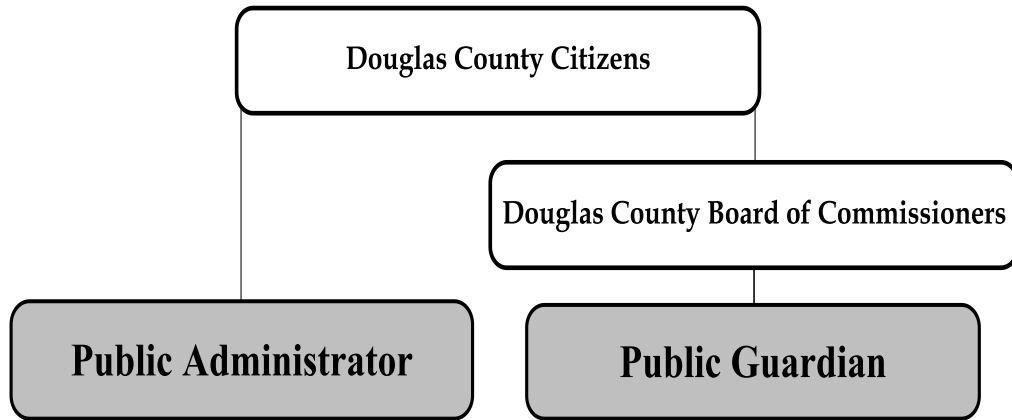 Douglas County Citizens
Douglas County Board of Commissioners
Public Administrator
Public Guardian